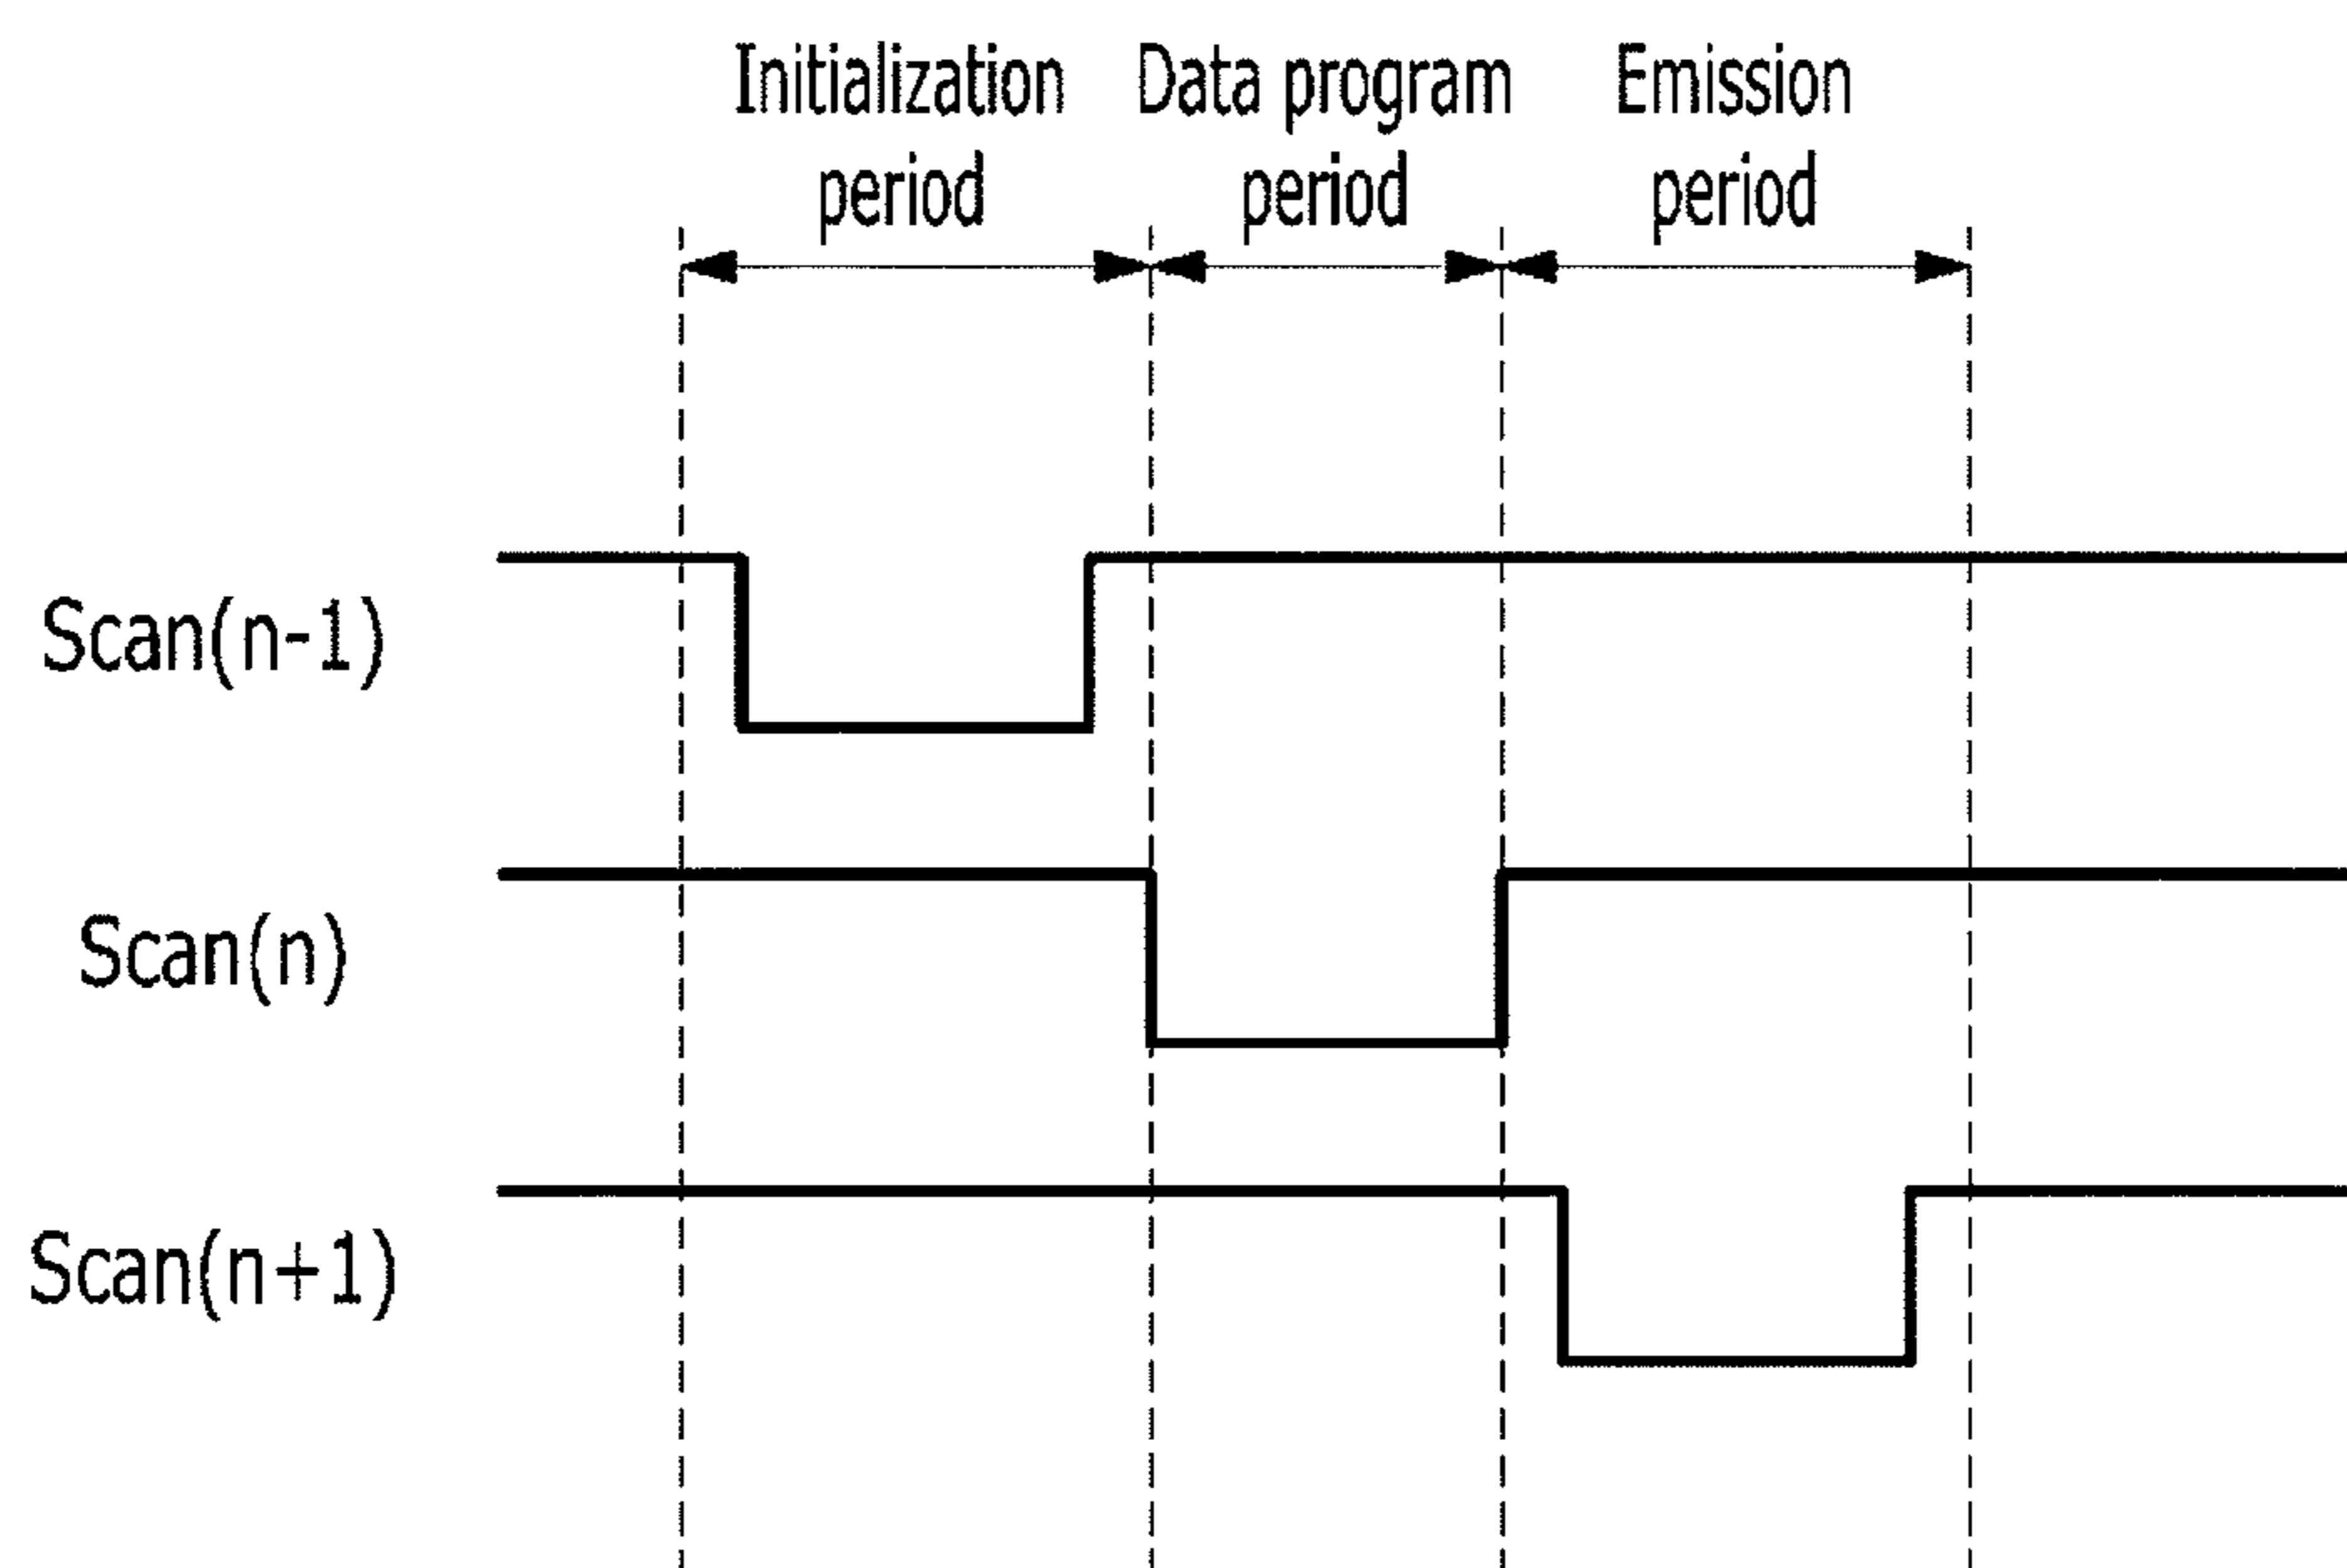 Initialization period
Data program period
Emission period
Scan(n-1)
Scan(n)
Scan(n+1)